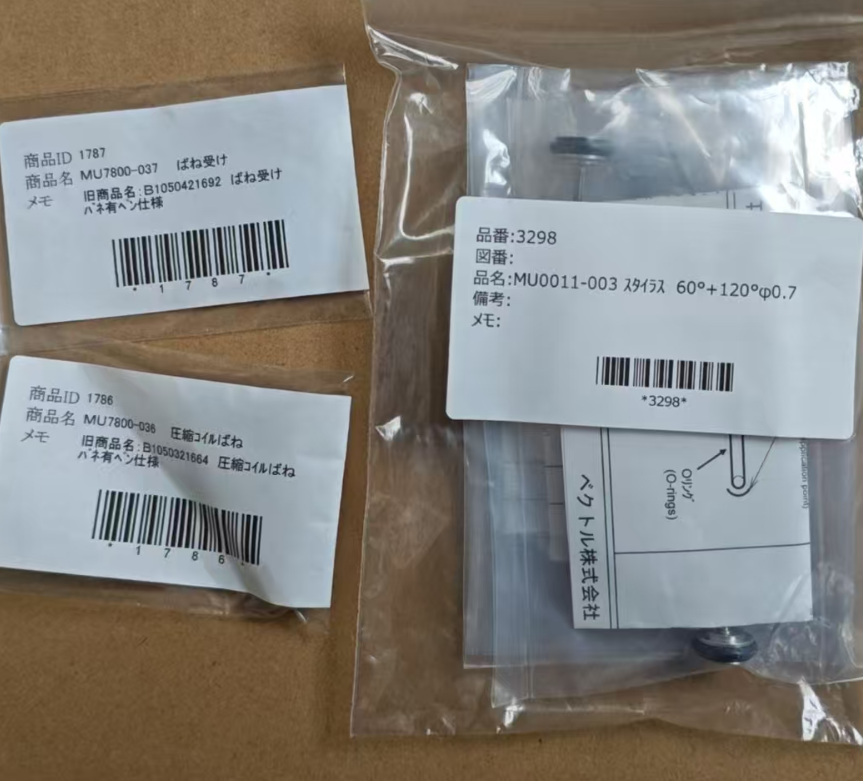 商品ID 1787
商品名 MU7800-037 ばね受け
メモ 旧商品名:B1050421692 ばね受け
バネ有ペン仕様
* 1 7 8 7 *
商品ID 1786
商品名 MU7800-036 圧縮コイルばね
メモ 旧商品名:B1050321664 圧縮コイルばね
バネ有ペン仕様
* 1 7 8 6 *
品番:3298
図番:
品名:MU0011-003 スタイラス 60°+120°φ0.7
備考:
メモ:
*3298*
Oリング
(O-rings)
point)
ベクトル株式会社